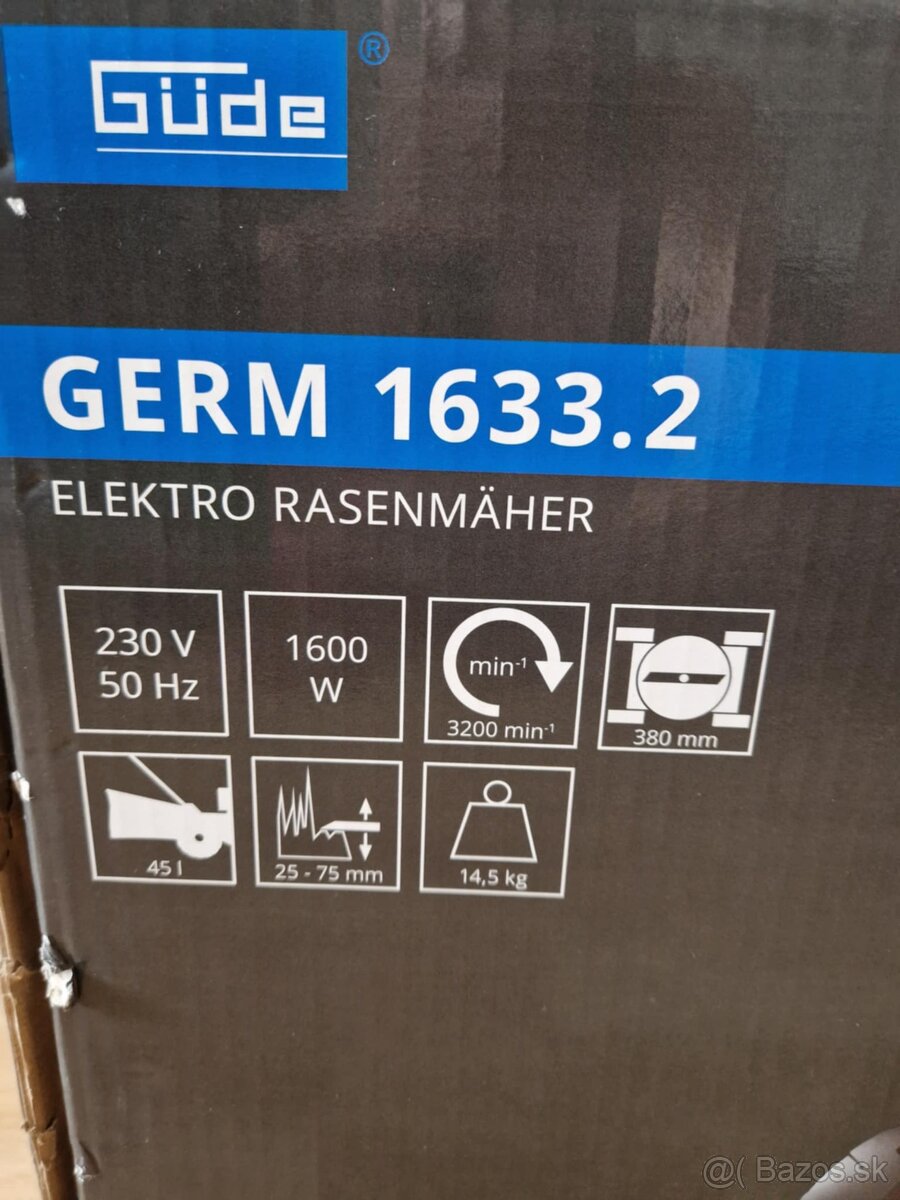 Güde®
GERM 1633.2
ELEKTRO RASENMÄHER
230 V
50 Hz
1600
W
min⁻¹
3200 min⁻¹
380 mm
45 l
25 - 75 mm
14,5 kg
@( Bazos.sk